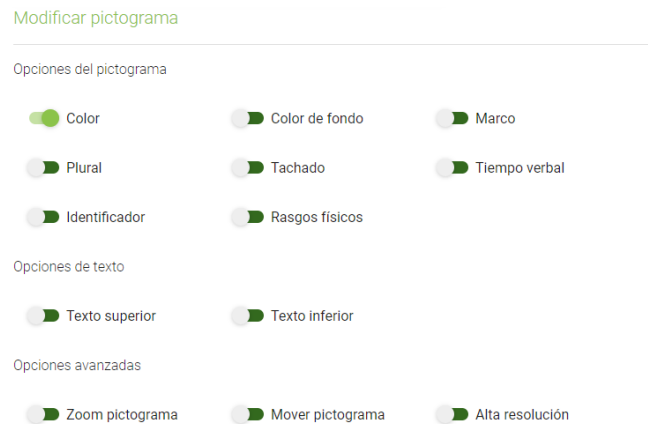 Modificar pictograma
Opciones del pictograma
Color
Color de fondo
Marco
Plural
Tachado
Tiempo verbal
Identificador
Rasgos físicos
Opciones de texto
Texto superior
Texto inferior
Opciones avanzadas
Zoom pictograma
Mover pictograma
Alta resolución